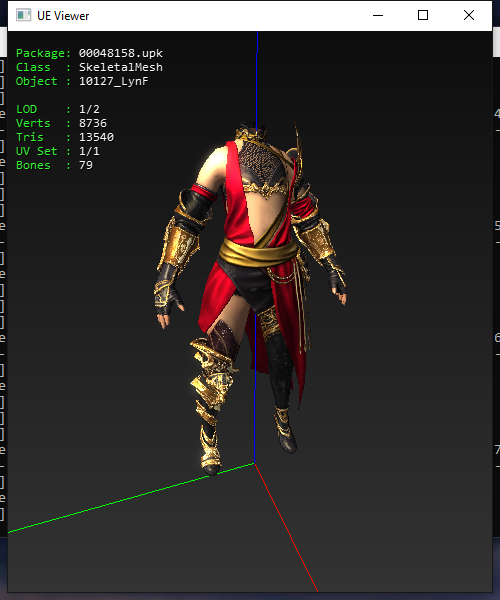 UE Viewer
Package: 00048158.upk
Class : SkeletalMesh
Object : 10127_LynF
LOD : 1/2
Verts : 8736
Tris : 13540
UV Set : 1/1
Bones : 79